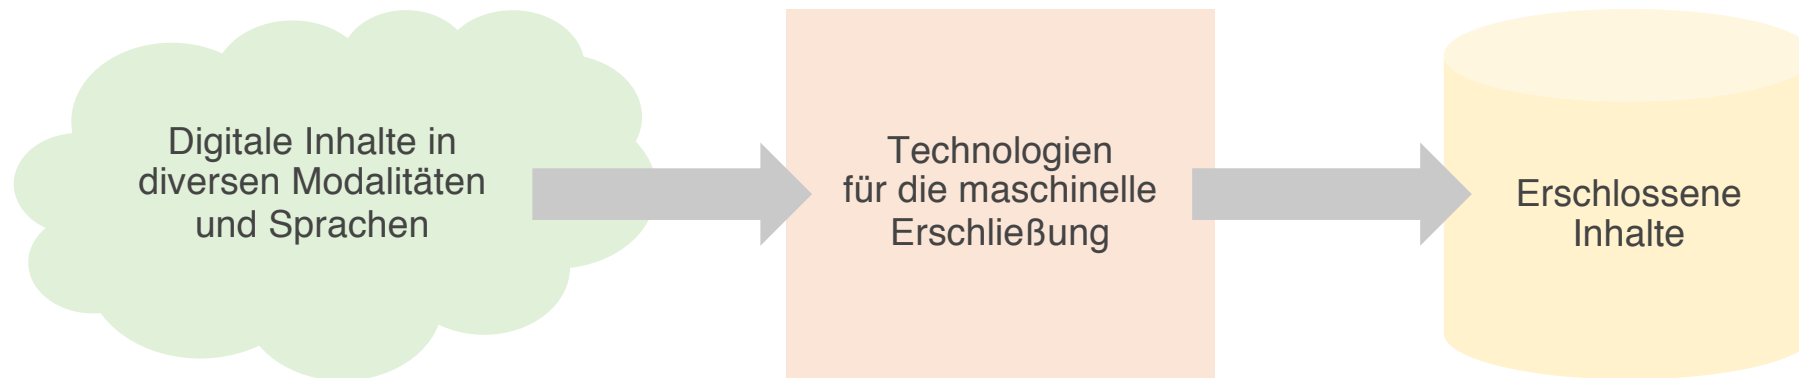 Digitale Inhalte in
diversen Modalitäten
und Sprachen
Technologien
für die maschinelle
Erschließung
Erschlossene
Inhalte